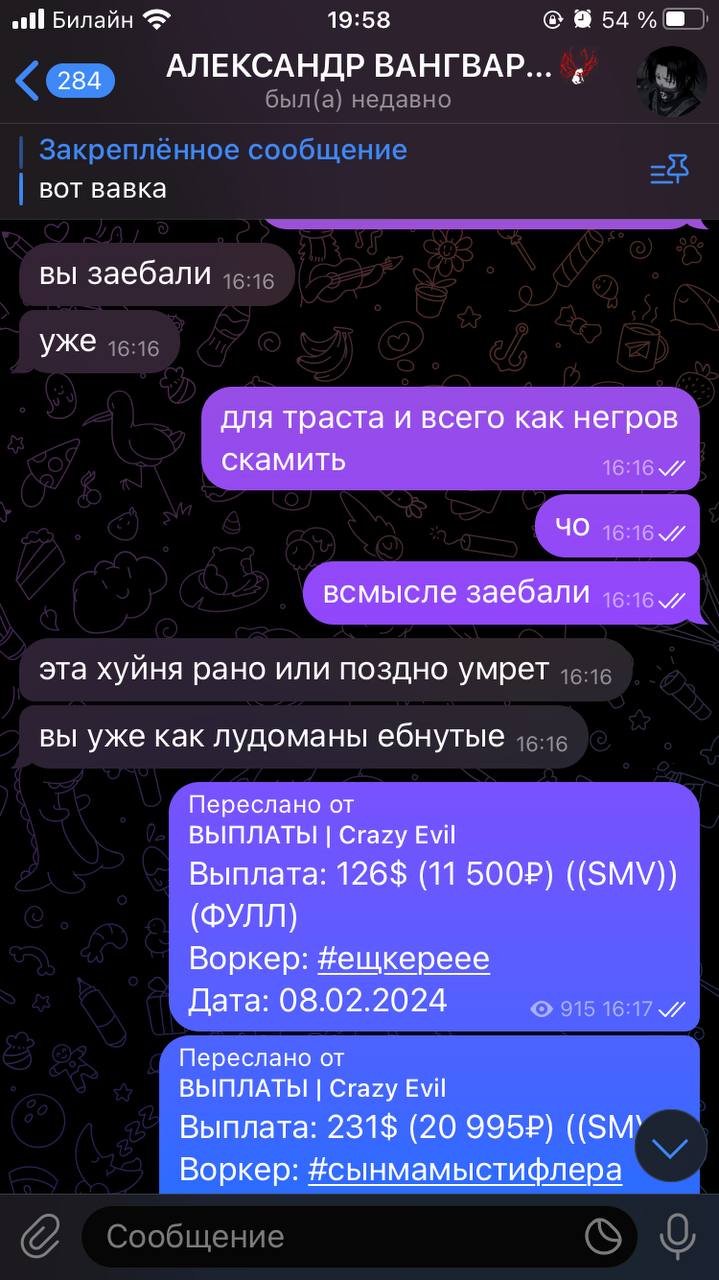 Билайн 19:58 54 %
284
АЛЕКСАНДР ВАНГВАР...
был(а) недавно
Закреплённое сообщение
вот вавка
вы заебали 16:16
уже 16:16
для траста и всего как негров
скамить 16:16
чо 16:16
всмысле заебали 16:16
эта хуйня рано или поздно умрет 16:16
вы уже как лудоманы ебнутые 16:16
Переслано от
ВЫПЛАТЫ | Crazy Evil
Выплата: 126$ (11 500₽) ((SMV))
(ФУЛЛ)
Воркер: #ещкереее
Дата: 08.02.2024 915 16:17
Переслано от
ВЫПЛАТЫ | Crazy Evil
Выплата: 231$ (20 995₽) ((SM
Воркер: #сынмамыстифлера
Сообщение